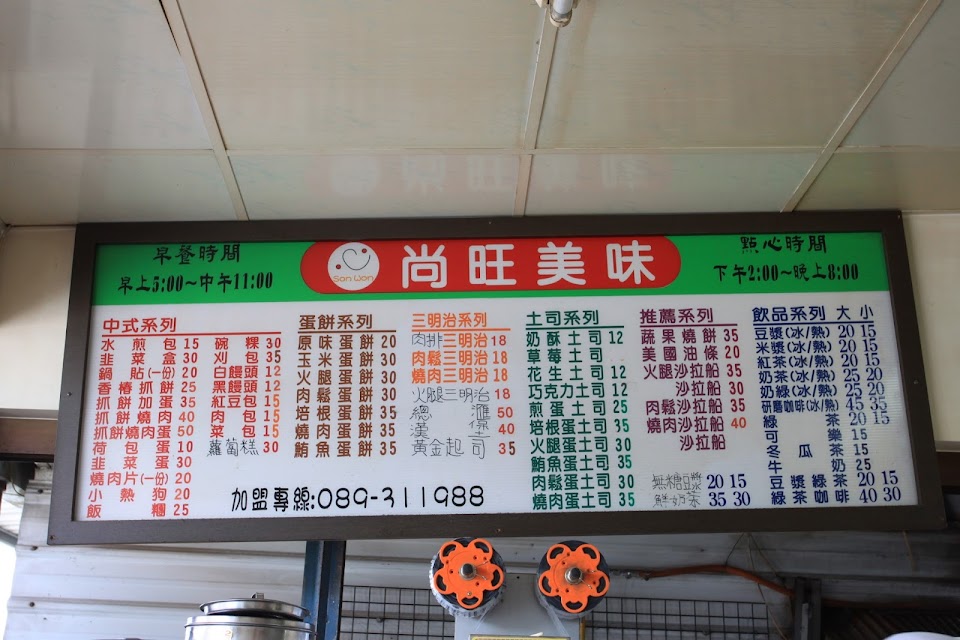 早餐時間
早上5:00~中午11:00
San Wan
尚旺美味
點心時間
下午2:00~晚上8:00
中式系列
水煎包 15
韭菜盒 30
鍋貼(一份) 20
香椿抓餅 25
抓餅加蛋 35
抓餅燒肉 40
抓餅燒肉蛋 50
荷包蛋 10
韭菜蛋 30
燒肉片(一份) 20
小熱狗 20
飯糰 25
碗粿 30
刈包 35
白饅頭 12
黑饅頭 12
紅豆包 15
肉包 15
菜包 15
蘿蔔糕 30
蛋餅系列
原味蛋餅 20
玉米蛋餅 30
火腿蛋餅 30
肉鬆蛋餅 30
培根蛋餅 35
燒肉蛋餅 35
鮪魚蛋餅 35
三明治系列
肉排三明治 18
肉鬆三明治 18
燒肉三明治 18
火腿三明治 18
總匯 50
漢堡 40
黃金起司 35
土司系列
奶酥土司 12
草莓土司
花生土司 12
巧克力土司 12
煎蛋土司 25
培根蛋土司 35
火腿蛋土司 30
鮪魚蛋土司 35
肉鬆蛋土司 30
燒肉蛋土司 35
推薦系列
蔬果燒餅 35
美國油條 20
火腿沙拉船 35
沙拉船 30
肉鬆沙拉船 35
燒肉沙拉船 40
沙拉船
無糖豆漿 20 15
鮮奶茶 35 30
飲品系列 大 小
豆漿(冰/熱) 20 15
米漿(冰/熱) 20 15
紅茶(冰/熱) 20 15
奶茶(冰/熱) 25 20
奶綠(冰/熱) 25 20
研磨咖啡(冰/熱) 45 35
綠茶 20 15
可樂 15
冬瓜茶 15
牛奶 25
豆漿綠茶 20 15
綠茶咖啡 40 30
加盟專線:089-311988